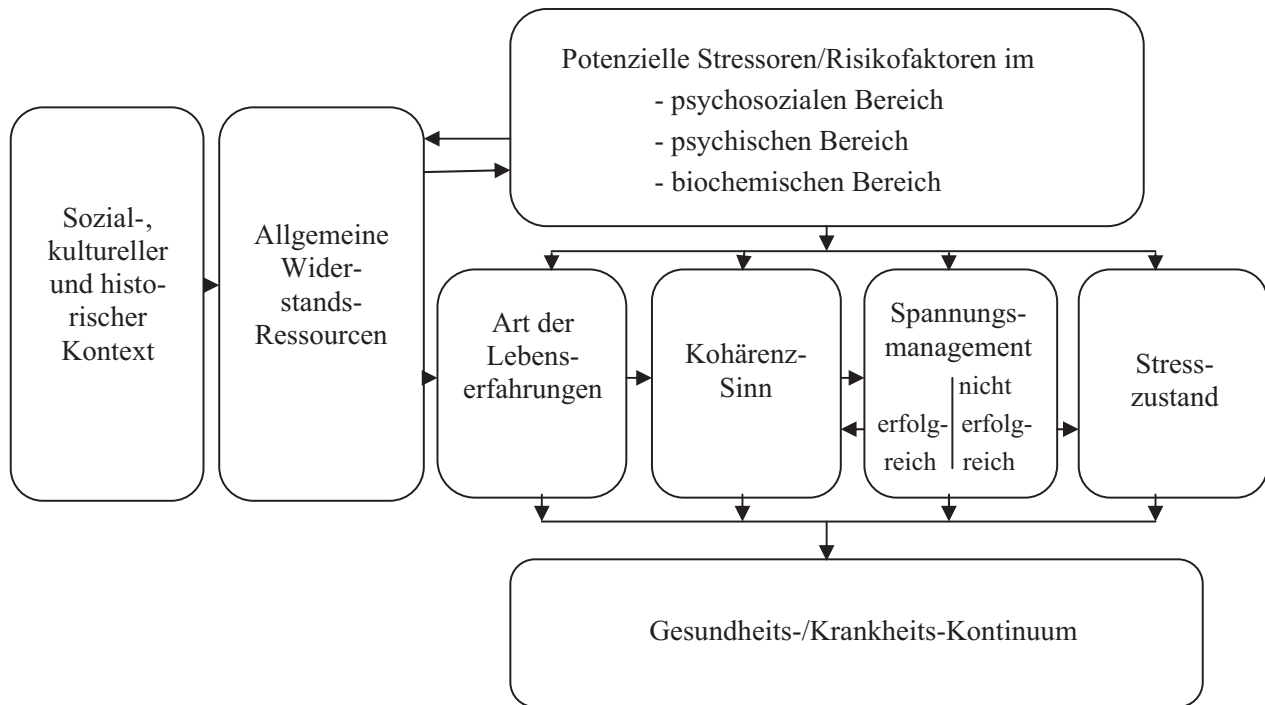 Potenzielle Stressoren/Risikofaktoren im
- psychosozialen Bereich
- psychischen Bereich
- biochemischen Bereich
Sozial-,
kultureller
und histo-
rischer
Kontext
Allgemeine
Wider-
stands-
Ressourcen
Art der
Lebens-
erfahrungen
Kohärenz-
Sinn
Spannungs-
management
erfolg-
reich
nicht
erfolg-
reich
Stress-
zustand
Gesundheits-/Krankheits-Kontinuum